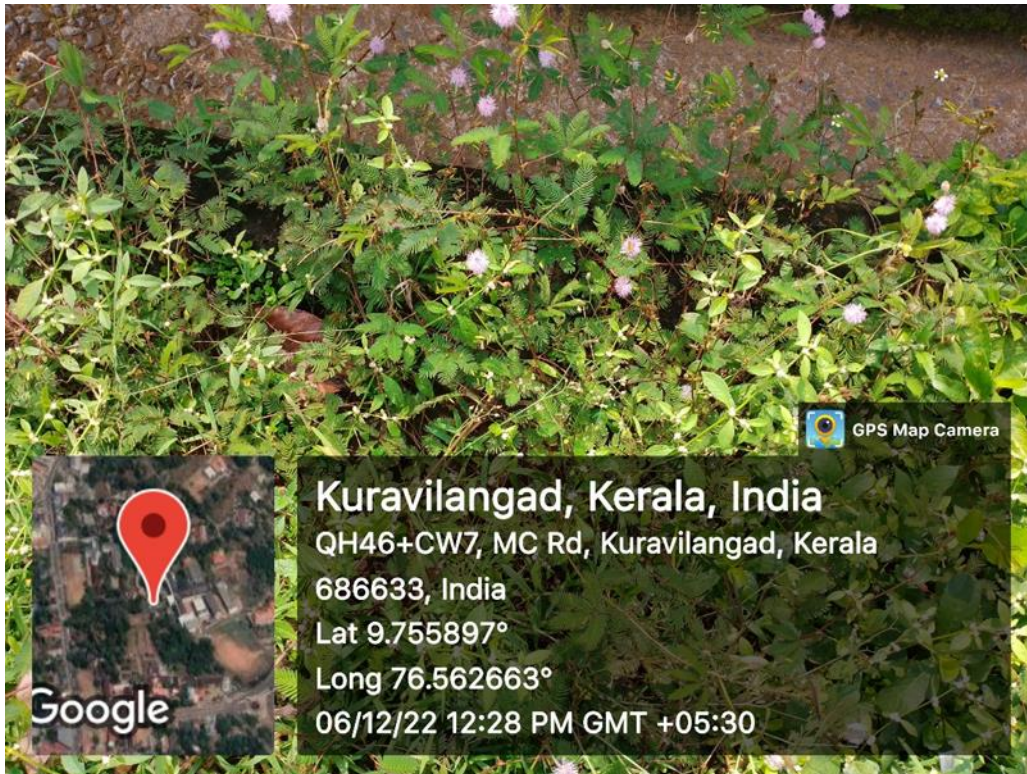 GPS Map Camera
Kuravilangad, Kerala, India
QH46+CW7, MC Rd, Kuravilangad, Kerala
686633, India
Lat 9.755897°
Long 76.562663°
06/12/22 12:28 PM GMT +05:30
Google